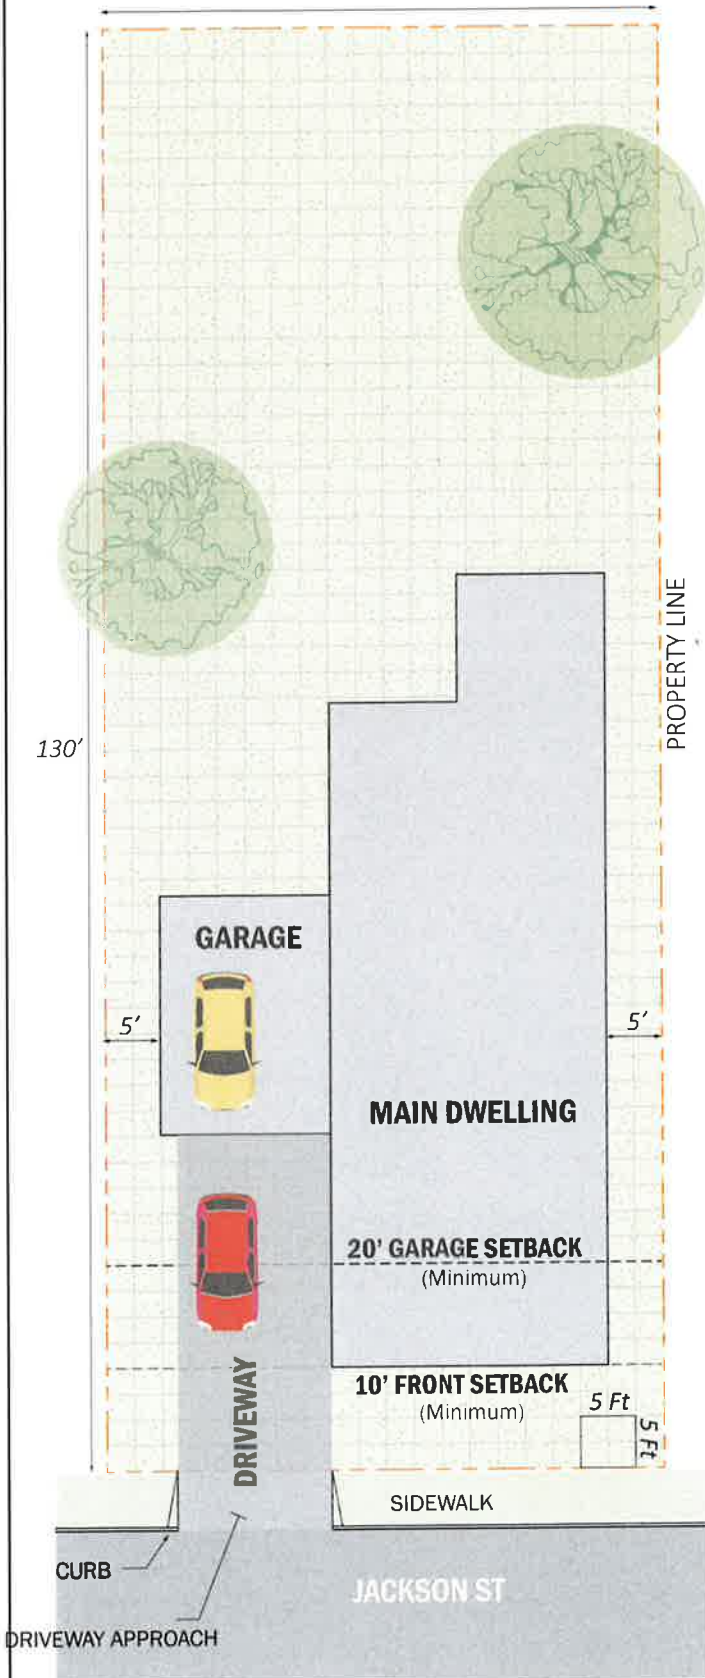 PROPERTY LINE
130'
GARAGE
5'
5'
MAIN DWELLING
20' GARAGE SETBACK
(Minimum)
10' FRONT SETBACK
(Minimum)
5 Ft
5 Ft
DRIVEWAY
SIDEWALK
CURB
JACKSON ST
DRIVEWAY APPROACH